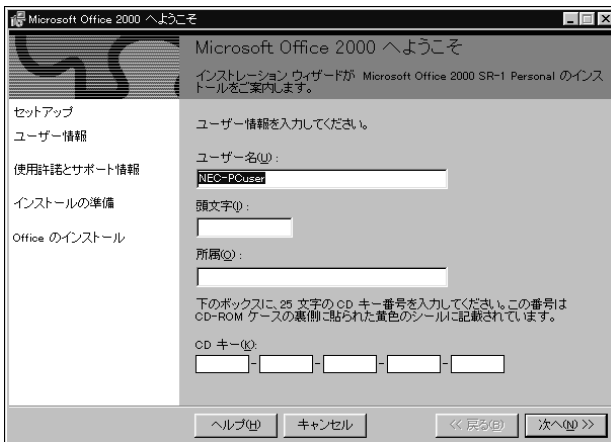 Microsoft Office 2000 へようこそ
Microsoft Office 2000 へようこそ
インストレーション ウィザードが Microsoft Office 2000 SR-1 Personal のインス
トールをご案内します。
セットアップ
ユーザー情報
使用許諾とサポート情報
インストールの準備
Office のインストール
ユーザー情報を入力してください。
ユーザー名(U) :
NEC-PCuser
頭文字(I) :
所属(O) :
下のボックスに、25 文字の CD キー番号を入力してください。この番号は
CD-ROM ケースの裏側に貼られた黄色のシールに記載されています。
CD キー(K):
- - - -
ヘルプ(H) キャンセル << 戻る(B) 次へ(N) >>